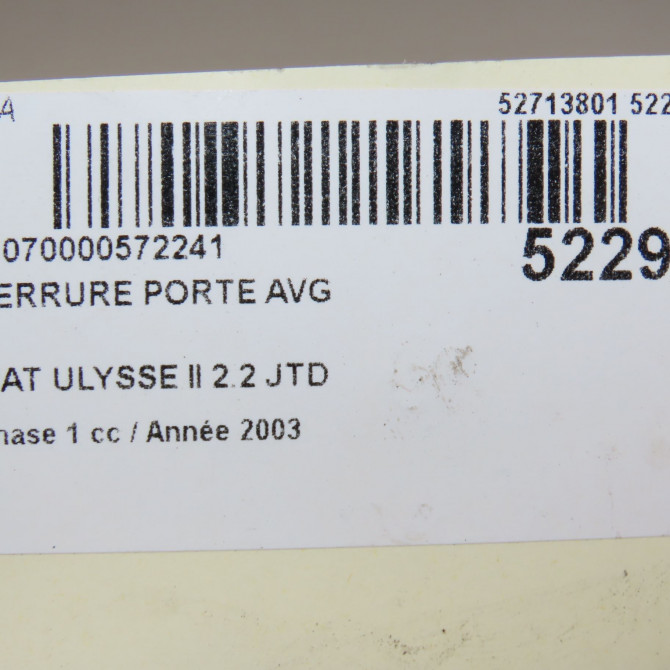 A 52713801 522
070000572241 5229
ERRURE PORTE AVG
AT ULYSSE II 2.2 JTD
hase 1 cc / Année 2003